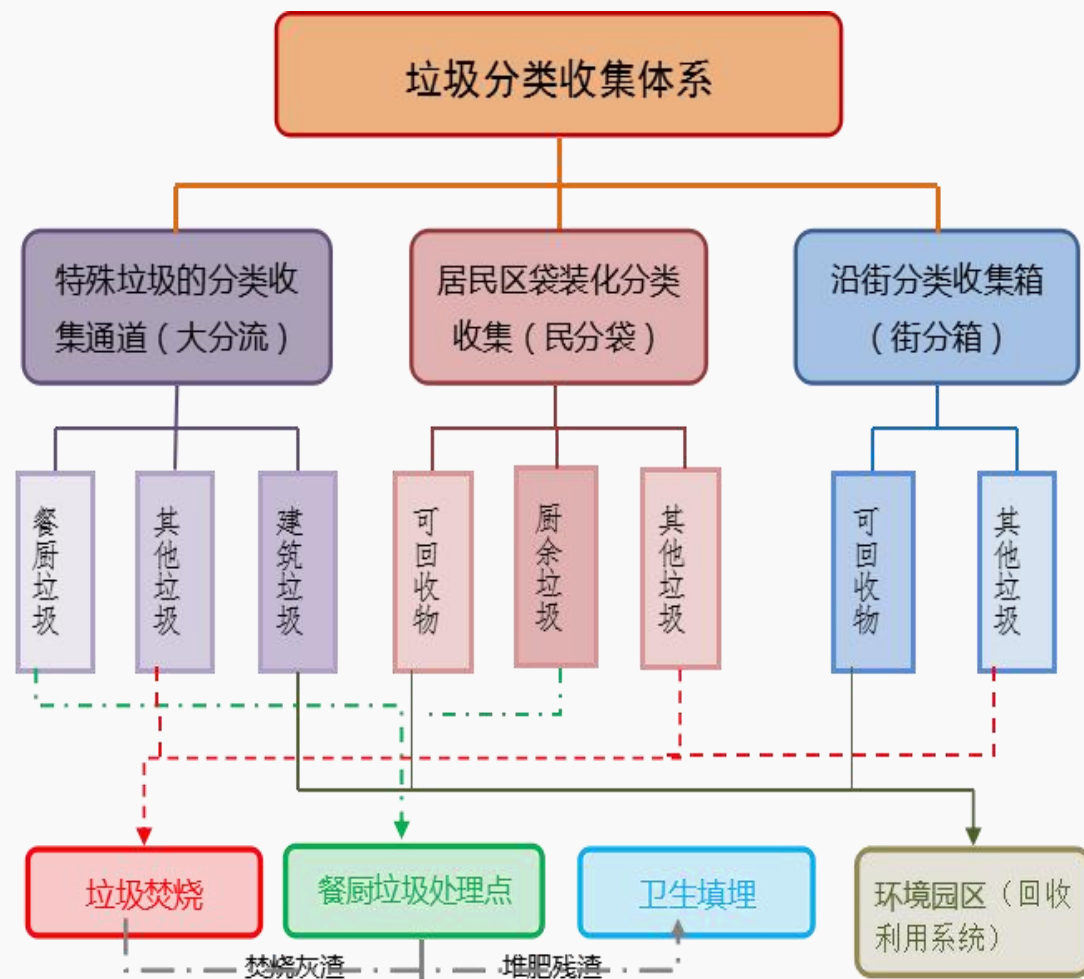 垃圾分类收集体系
特殊垃圾的分类收
集通道（大分流）
居民区袋装化分类
收集（民分袋）
沿街分类收集箱
（街分箱）
餐厨垃圾
其他垃圾
建筑垃圾
可回收物
厨余垃圾
其他垃圾
可回收物
其他垃圾
垃圾焚烧
餐厨垃圾处理点
卫生填埋
环境园区（回收
利用系统）
焚烧灰渣
堆肥残渣